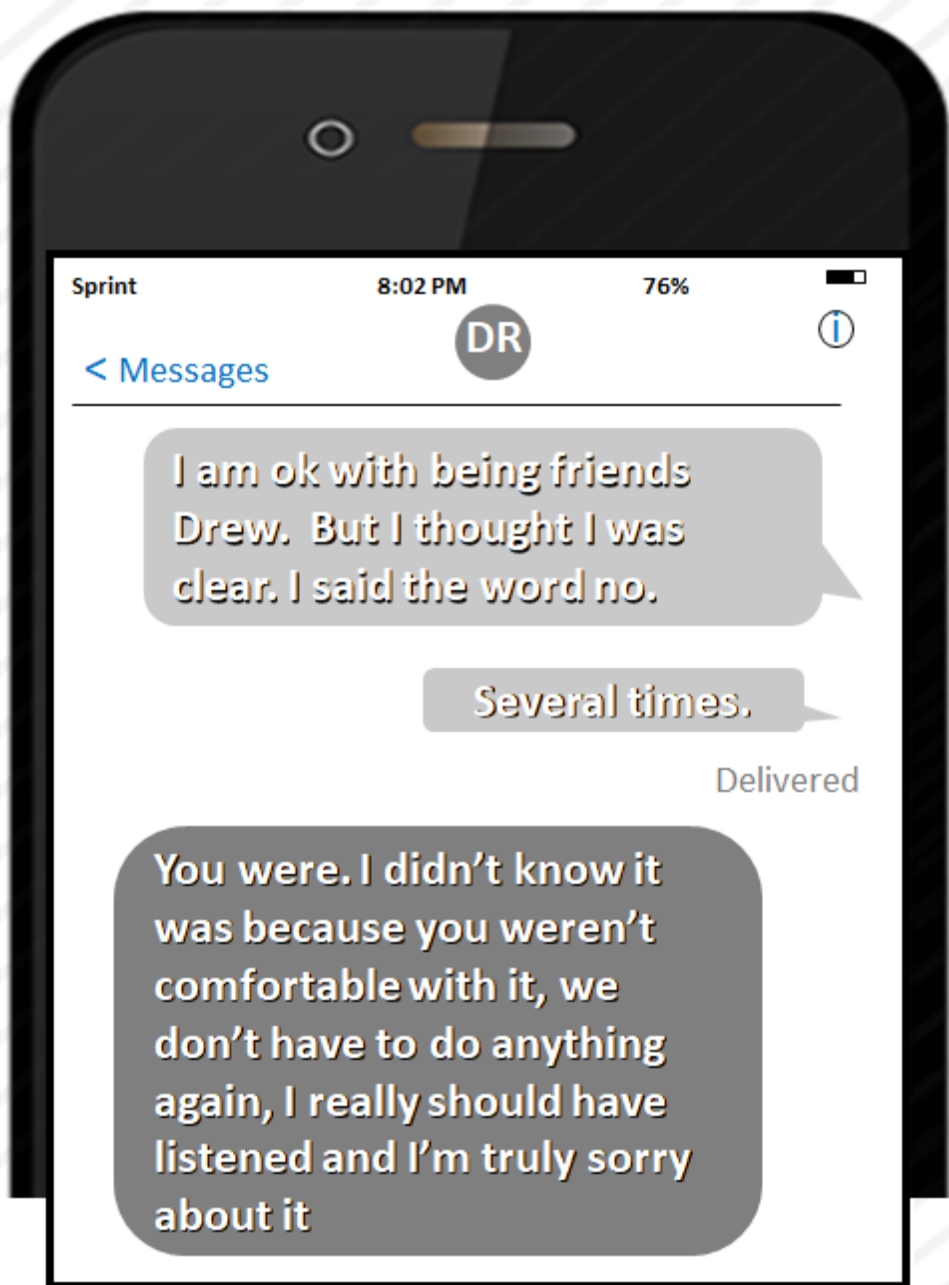 Sprint 8:02 PM 76%
DR
i
< Messages
I am ok with being friends
Drew.  But I thought I was
clear. I said the word no.
Several times.
Delivered
You were. I didn’t know it
was because you weren’t
comfortable with it, we
don’t have to do anything
again, I really should have
listened and I’m truly sorry
about it